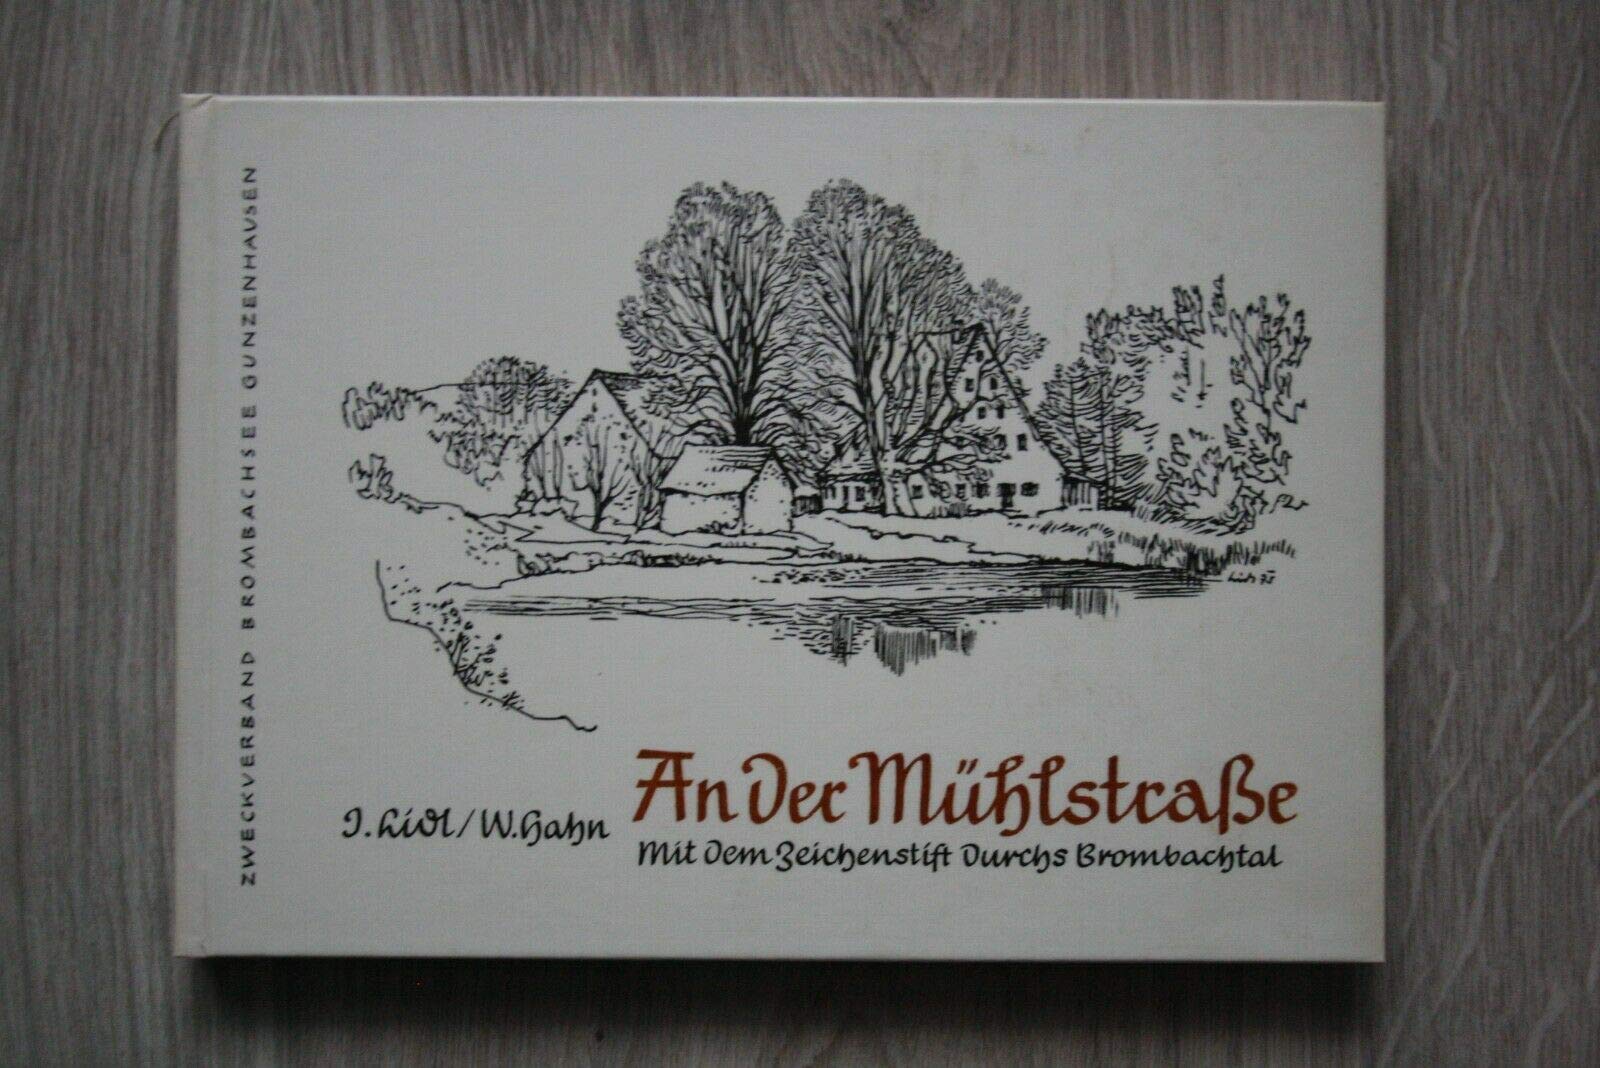 ZWECKVERBAND BROMBACHSEE GUNZENHAUSEN
J. Lidl/W. Hahn
An der Mühlstraße
Mit dem Zeichenstift durchs Brombachtal